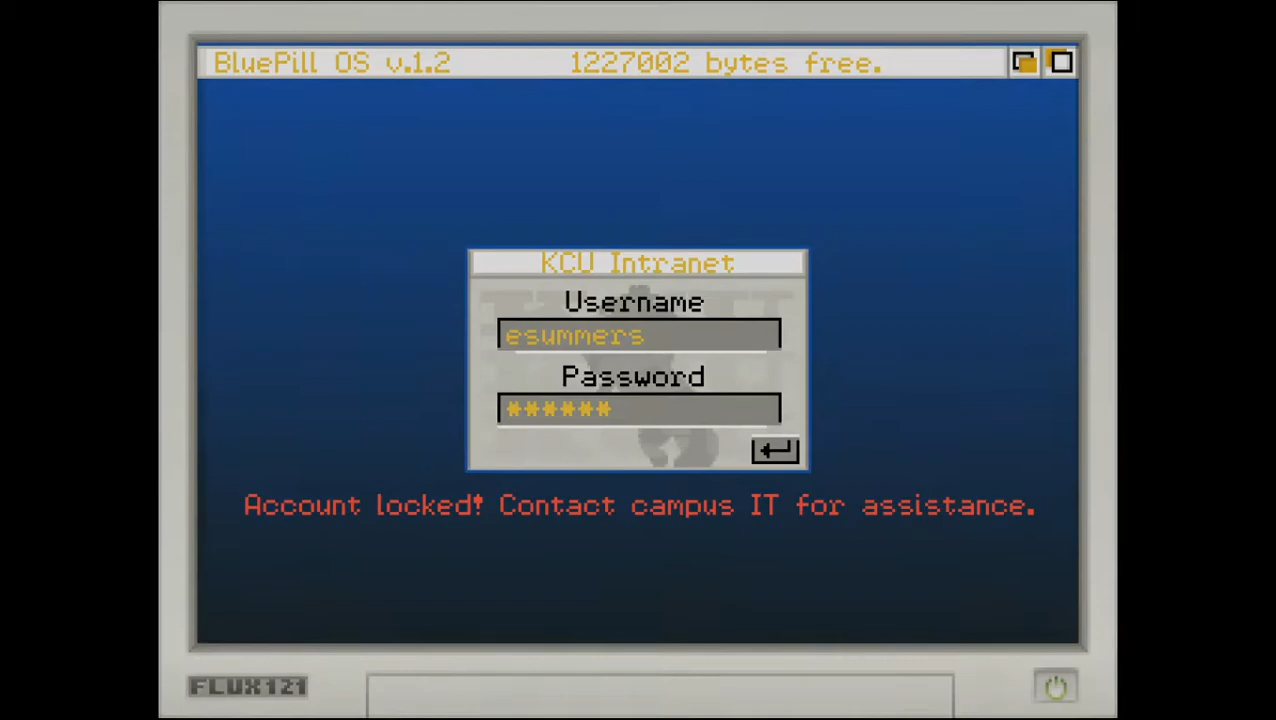 BluePill OS v.1.2 1227002 bytes free.
KCU Intranet
Username
esummers
Password
******
Account locked! Contact campus IT for assistance.
FLUX121